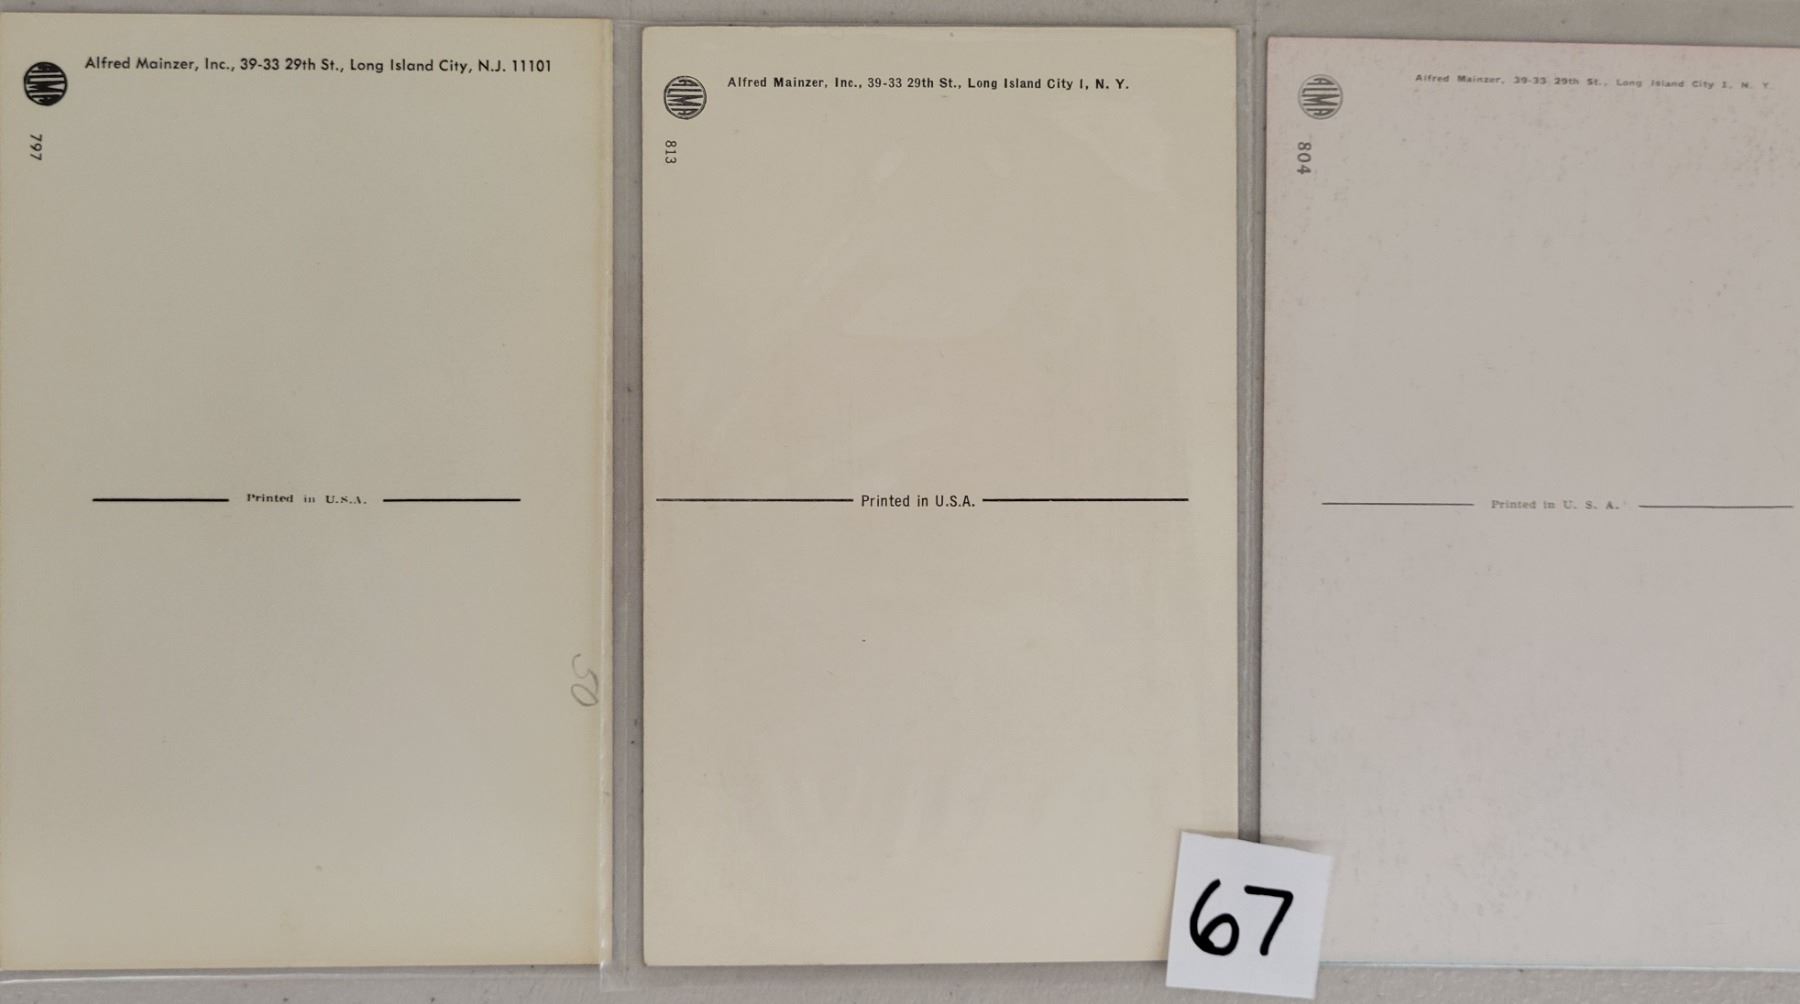 ALMA
Alfred Mainzer, Inc., 39-33 29th St., Long Island City, N.J. 11101
797
Printed in U.S.A.
50
ALMA
Alfred Mainzer, Inc., 39-33 29th St., Long Island City 1, N. Y.
813
Printed in U.S.A.
ALMA
Alfred Mainzer, 39-33 29th St., Long Island City 1, N. Y.
804
Printed in U. S. A.
67